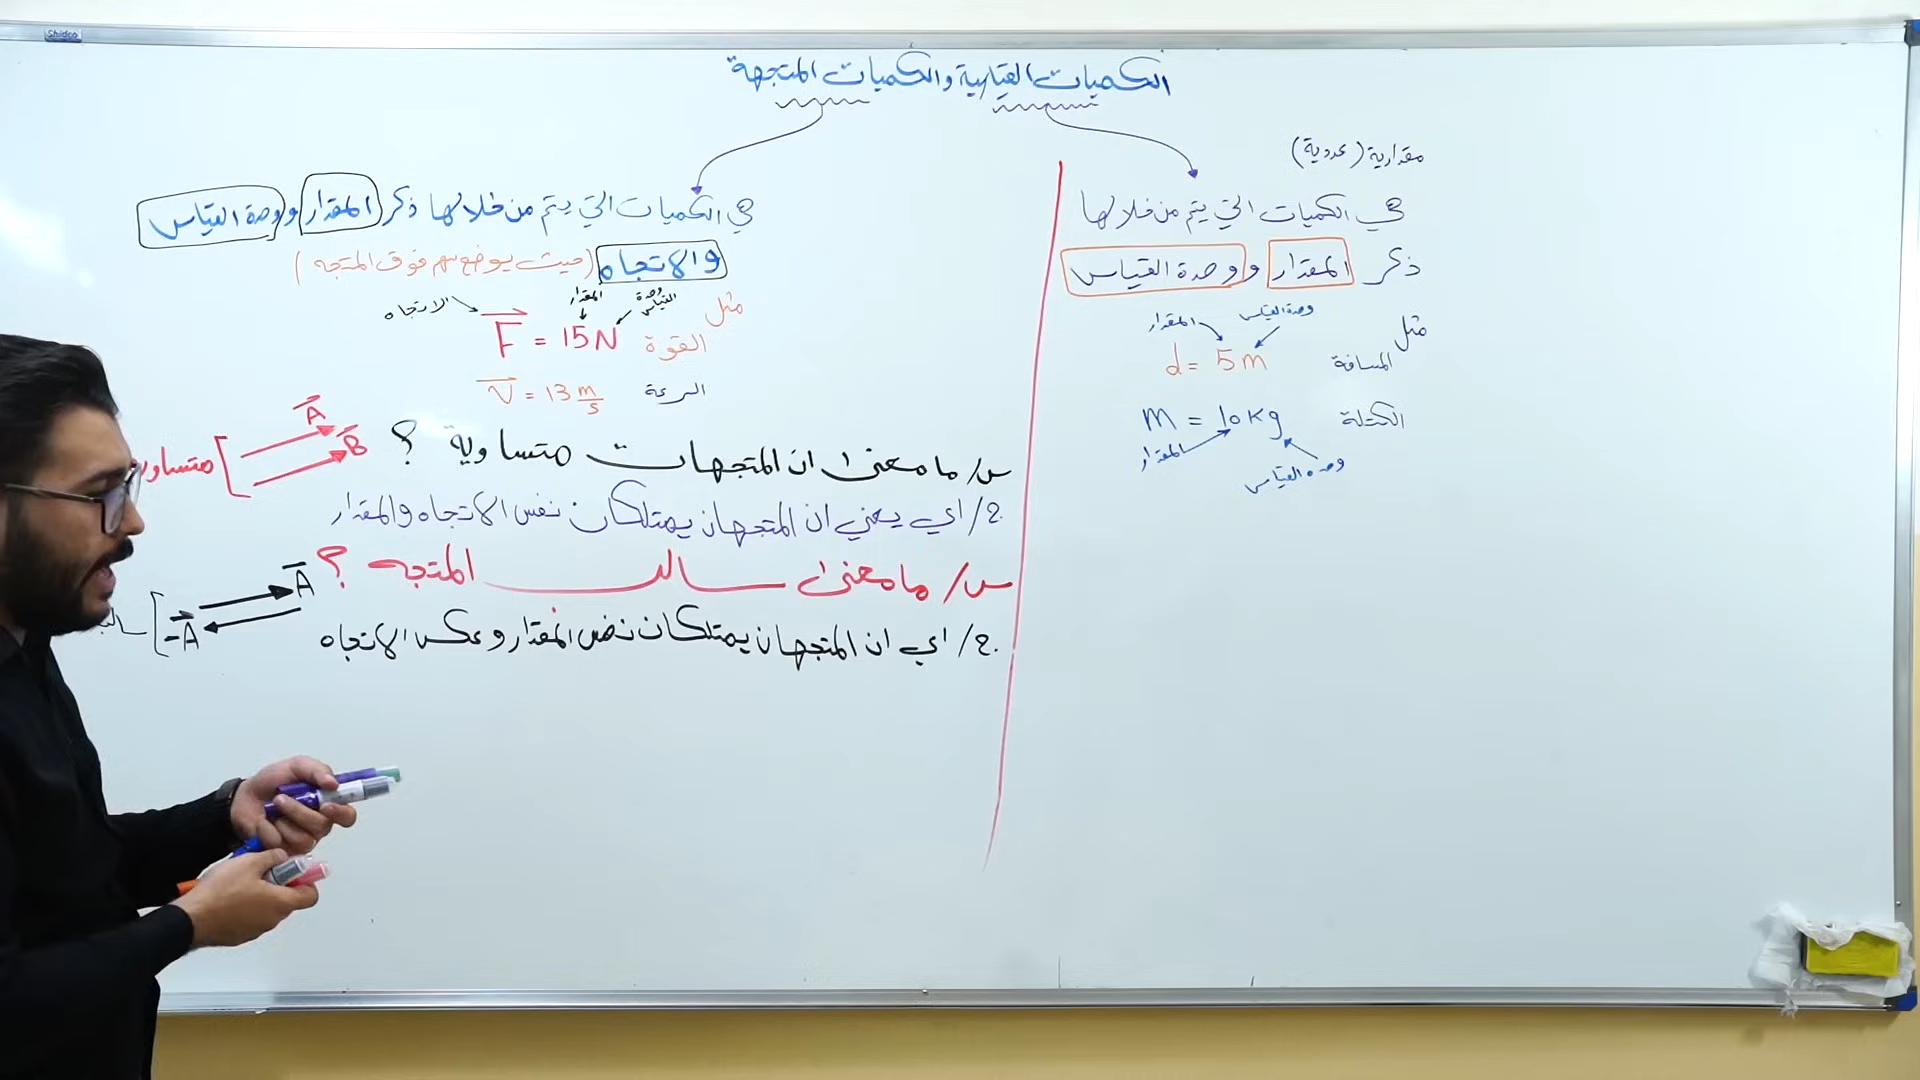 Shidco
الكميات القياسية والكميات المتجهة
مقدارية (عددية)
هي الكميات التي يتم من خلالها
ذكر المقدار ووحدة القياس
مثل
المقدار وحدة القياس
المسافة d = 5m
الكتلة m = 10kg
المقدار وحده القياس
هي الكميات التي يتم من خلالها ذكر المقدار ووحدة القياس
والاتجاه (حيث يوضع سهم فوق المتجه)
مثل
الاتجاه المقدار وحدة القياس
القوة F = 15N
السرعة v = 13 m/s
س/ ما معنى ان المتجهات متساوية ؟
A
B
متساو
ج/ اي يعني ان المتجهان يمتلكان نفس الاتجاه والمقدار
س/ ما معنى سالب المتجه ؟
A
-A
ج/ اي ان المتجهان يمتلكان نفس المقدار وعكس الاتجاه